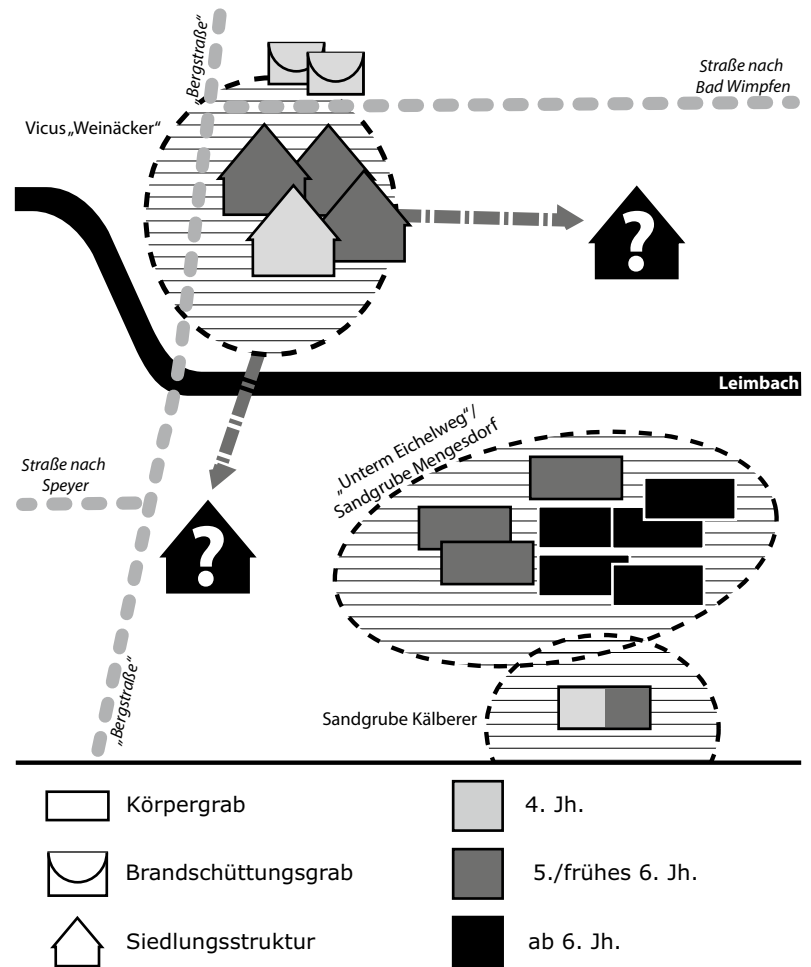 „Bergstraße“
Straße nach
Bad Wimpfen
Vicus „Weinäcker“
?
Leimbach
„Unterm Eichelweg“/
Sandgrube Mengesdorf
Straße nach
Speyer
?
„Bergstraße“
Sandgrube Kälberer
Körpergrab
4. Jh.
Brandschüttungsgrab
5./frühes 6. Jh.
Siedlungsstruktur
ab 6. Jh.